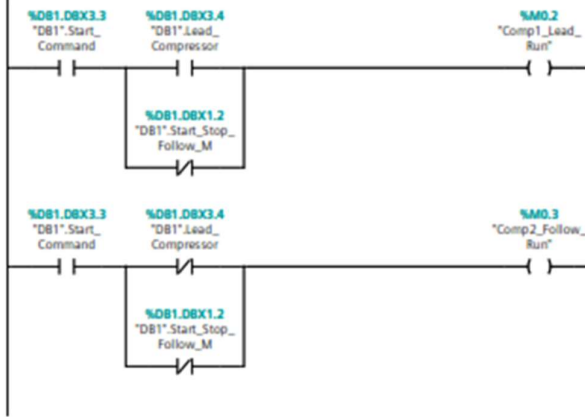 %DB1.DBX3.3 %DB1.DBX3.4 %M0.2
"DB1".Start_ "DB1".Lead_ "Comp1_Lead_
Command Compressor Run"
%DB1.DBX1.2
"DB1".Start_Stop_
Follow_M
%DB1.DBX3.3 %DB1.DBX3.4 %M0.3
"DB1".Start_ "DB1".Lead_ "Comp2_Follow_
Command Compressor Run"
%DB1.DBX1.2
"DB1".Start_Stop_
Follow_M